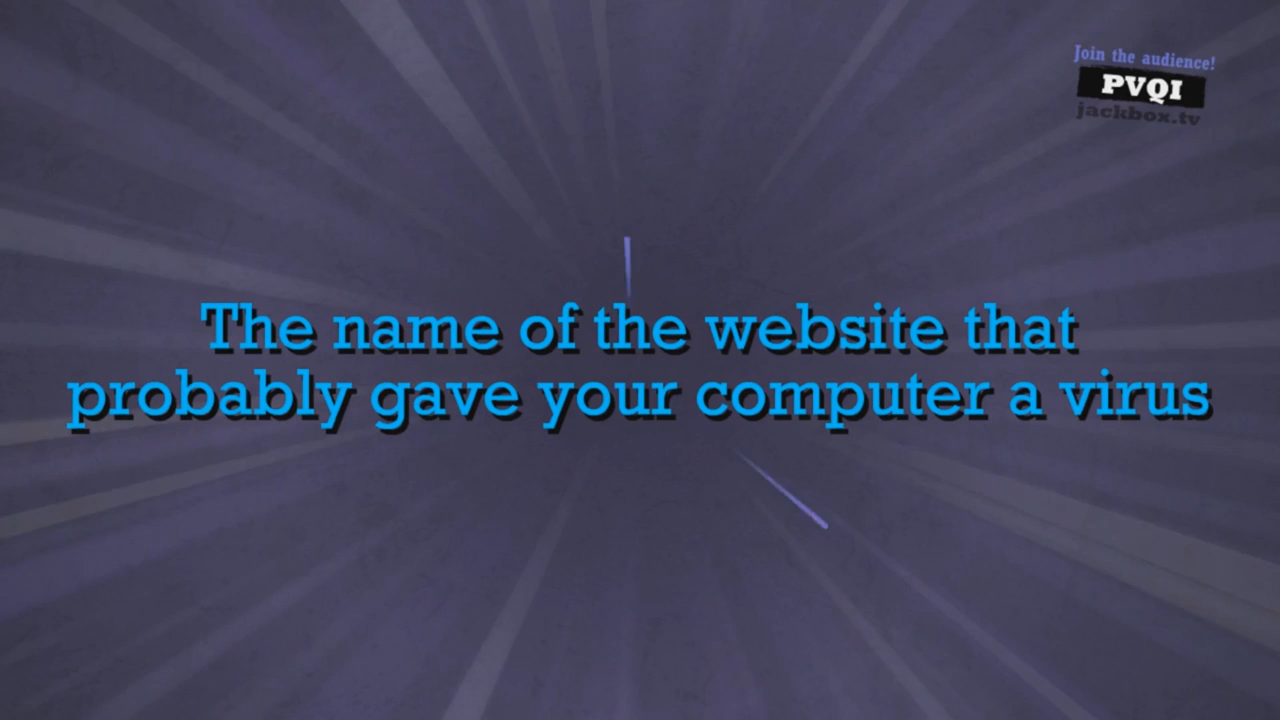 Join the audience!
PVQI
jackbox.tv
The name of the website that
probably gave your computer a virus